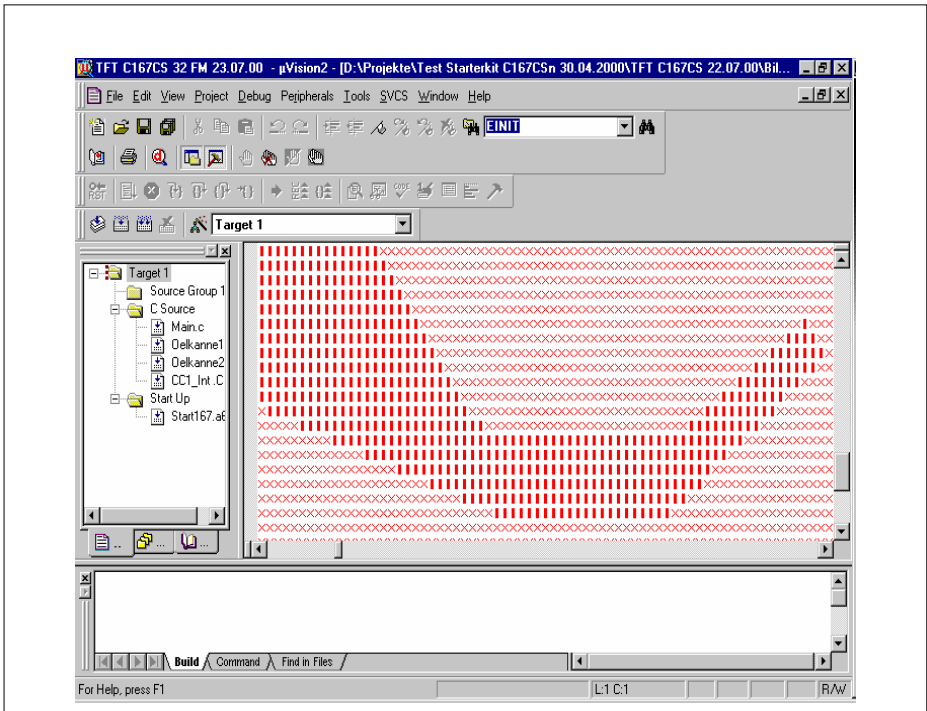 TFT C167CS 32 FM 23.07.00 - µVision2 - [D:\Projekte\Test Starterkit C167CSn 30.04.2000\TFT C167CS 22.07.00\Bil...
File Edit View Project Debug Peripherals Tools SVCS Window Help
EINIT
RST CODE
Target 1
Target 1
Source Group 1
C Source
Main.c
Oelkanne1
Oelkanne2
CC1_Int .C
Start Up
Start167.a6
Build Command Find in Files
For Help, press F1 L:1 C:1 R/W